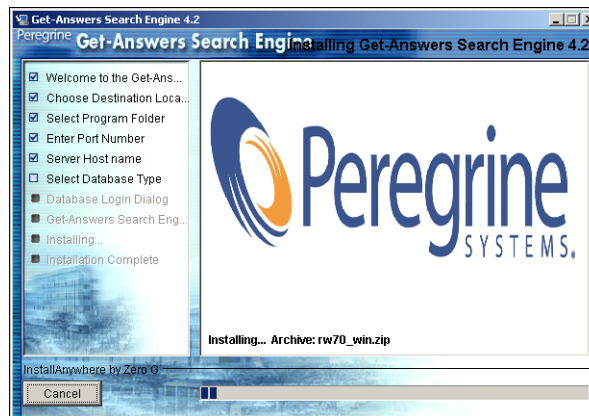 Get-Answers Search Engine 4.2
Peregrine Get-Answers Search Engine
Installing Get-Answers Search Engine 4.2
Welcome to the Get-Ans...
Choose Destination Loca...
Select Program Folder
Enter Port Number
Server Host name
Select Database Type
Database Login Dialog
Get-Answers Search Eng...
Installing...
Installation Complete
Peregrine
SYSTEMS.
Installing... Archive: rw70_win.zip
InstallAnywhere by Zero G
Cancel